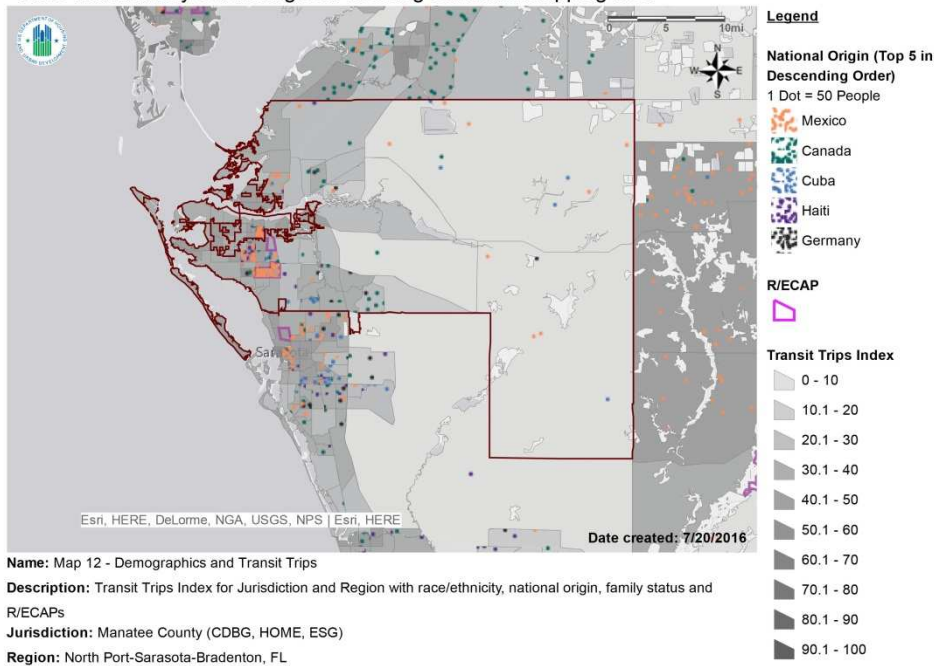 Legend
0 5 10mi
N
W E
S
National Origin (Top 5 in
Descending Order)
1 Dot = 50 People
Mexico
Canada
Cuba
Haiti
Germany
R/ECAP
Transit Trips Index
0 - 10
10.1 - 20
20.1 - 30
30.1 - 40
40.1 - 50
50.1 - 60
60.1 - 70
70.1 - 80
80.1 - 90
90.1 - 100
Esri, HERE, DeLorme, NGA, USGS, NPS | Esri, HERE
Date created: 7/20/2016
Name: Map 12 - Demographics and Transit Trips
Description: Transit Trips Index for Jurisdiction and Region with race/ethnicity, national origin, family status and
R/ECAPs
Jurisdiction: Manatee County (CDBG, HOME, ESG)
Region: North Port-Sarasota-Bradenton, FL